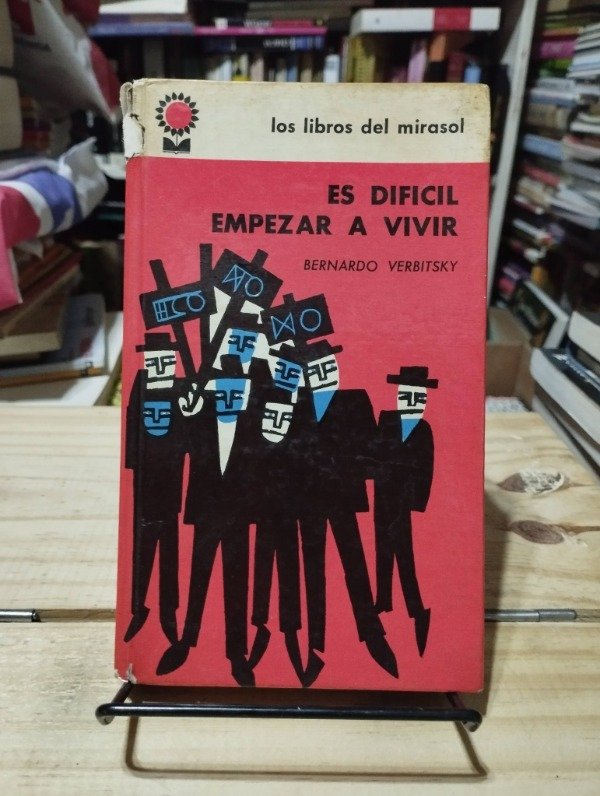 los libros del mirasol
ES DIFICIL
EMPEZAR A VIVIR
BERNARDO VERBITSKY